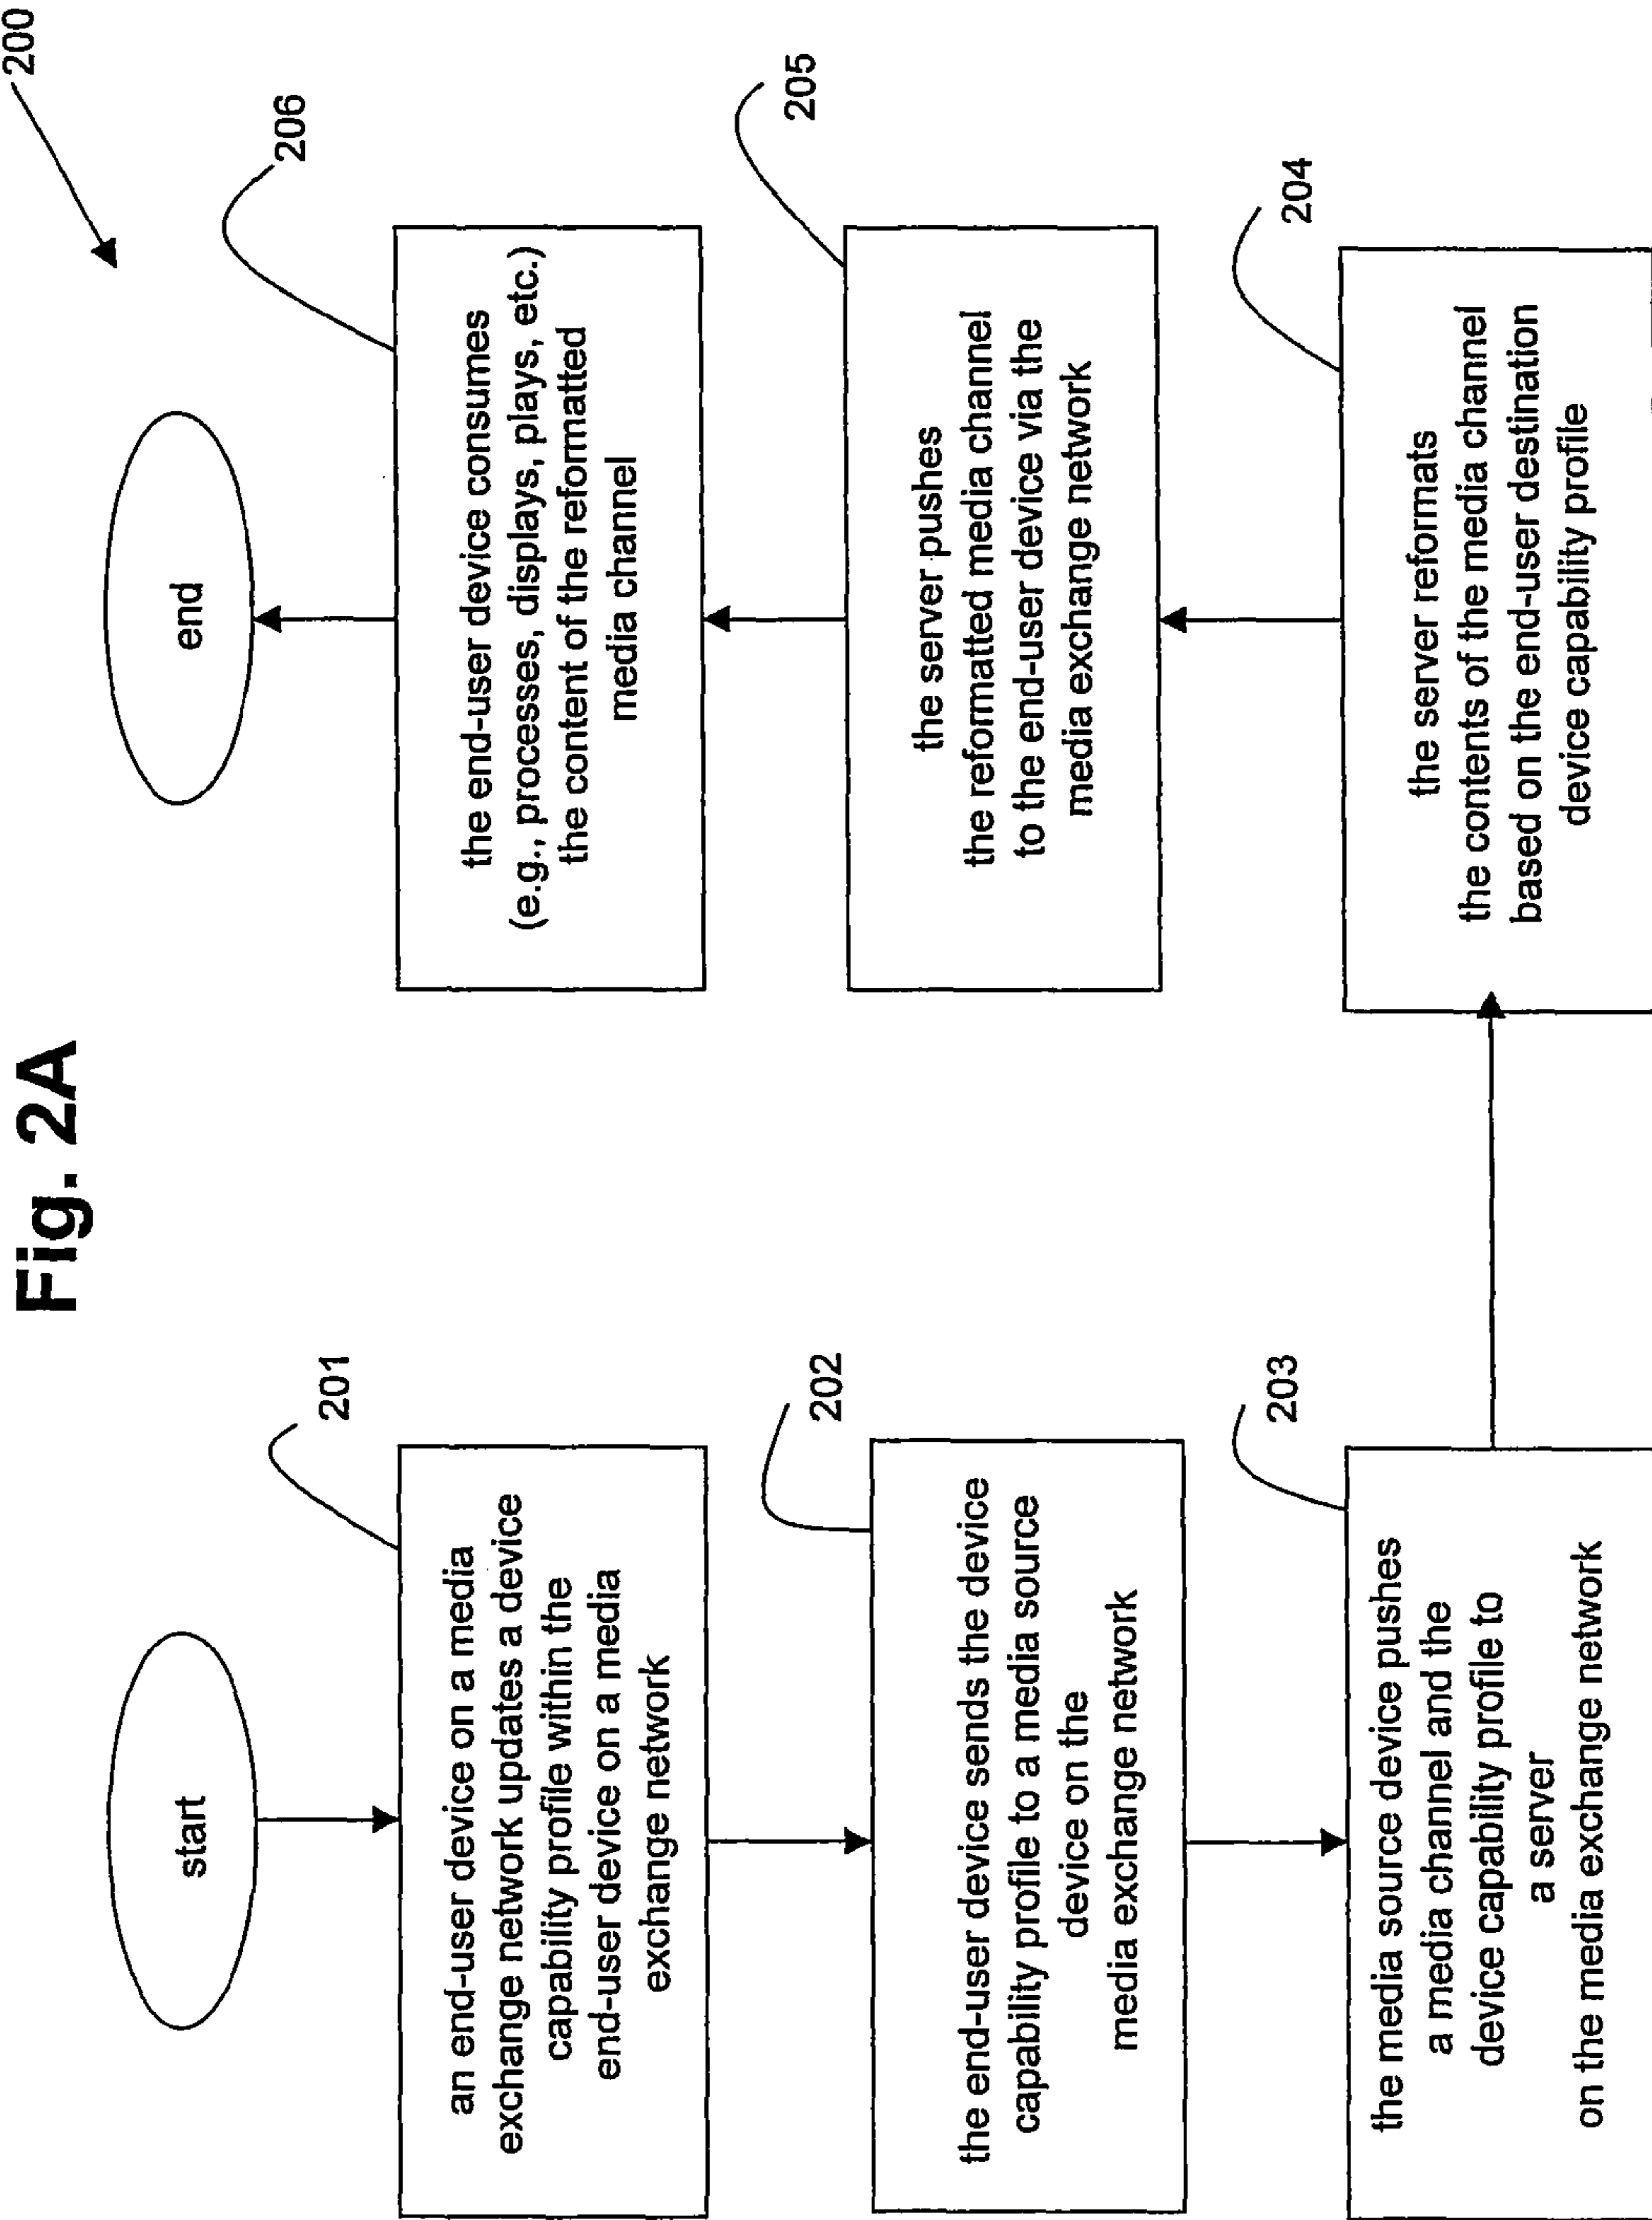 Fig. 2A
200
start
201
an end-user device on a media
exchange network updates a device
capability profile within the
end-user device on a media
exchange network
202
the end-user device sends the device
capability profile to a media source
device on the
media exchange network
203
the media source device pushes
a media channel and the
device capability profile to
a server
on the media exchange network
204
the server reformats
the contents of the media channel
based on the end-user destination
device capability profile
205
the server pushes
the reformatted media channel
to the end-user device via the
media exchange network
206
the end-user device consumes
(e.g., processes, displays, plays, etc.)
the content of the reformatted
media channel
end